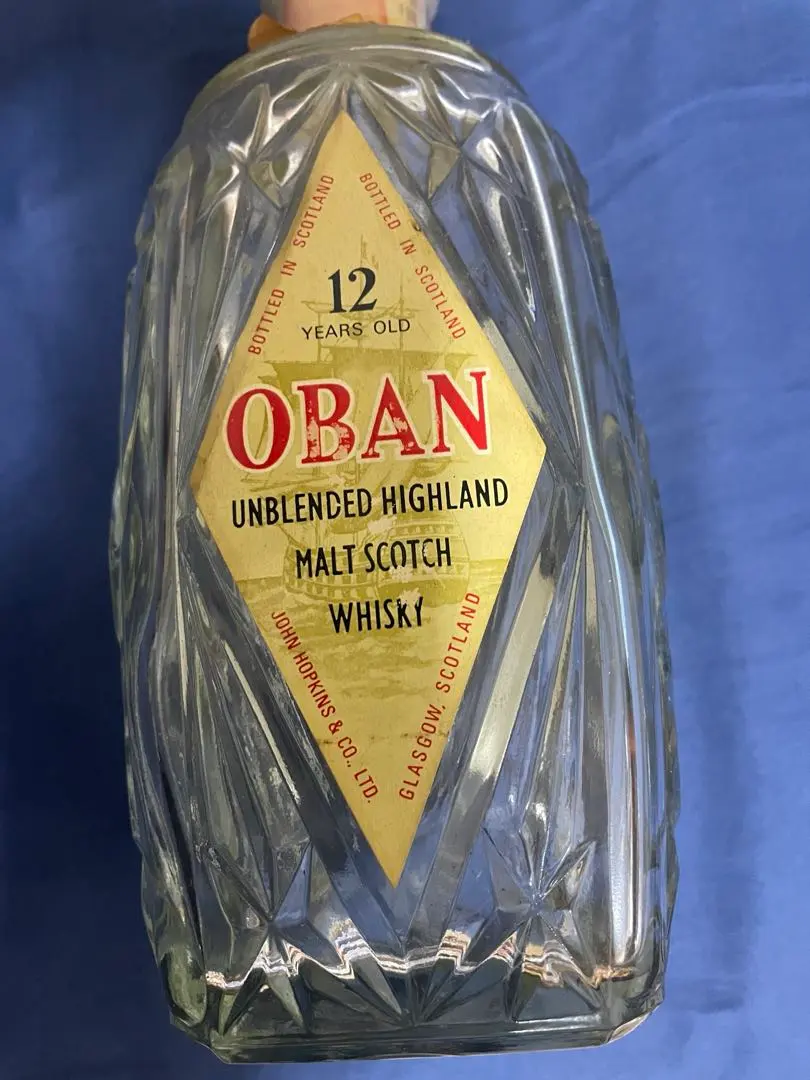 BOTTLED IN SCOTLAND
BOTTLED IN SCOTLAND
12
YEARS OLD
OBAN
UNBLENDED HIGHLAND
MALT SCOTCH
WHISKY
JOHN HOPKINS & CO., LTD.
GLASGOW, SCOTLAND